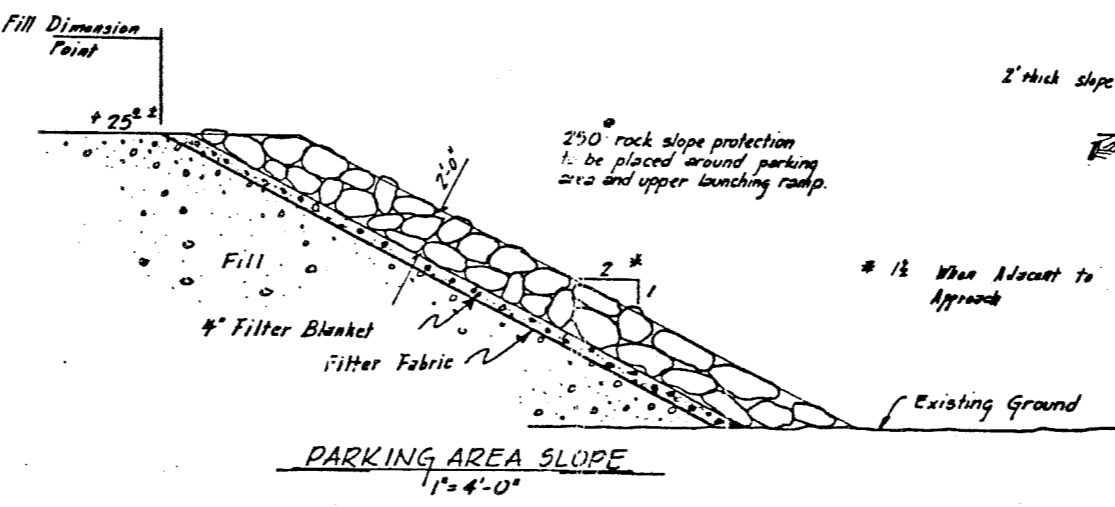 Fill Dimension
Point
+ 25
2' thick slope
250# rock slope protection
to be placed around parking
area and upper launching ramp.
2'-0"
2 *
1
* 1½ When Adjacent to
Approach
Fill
4" Filter Blanket
Filter Fabric
Existing Ground
PARKING AREA SLOPE
1"= 4'-0"